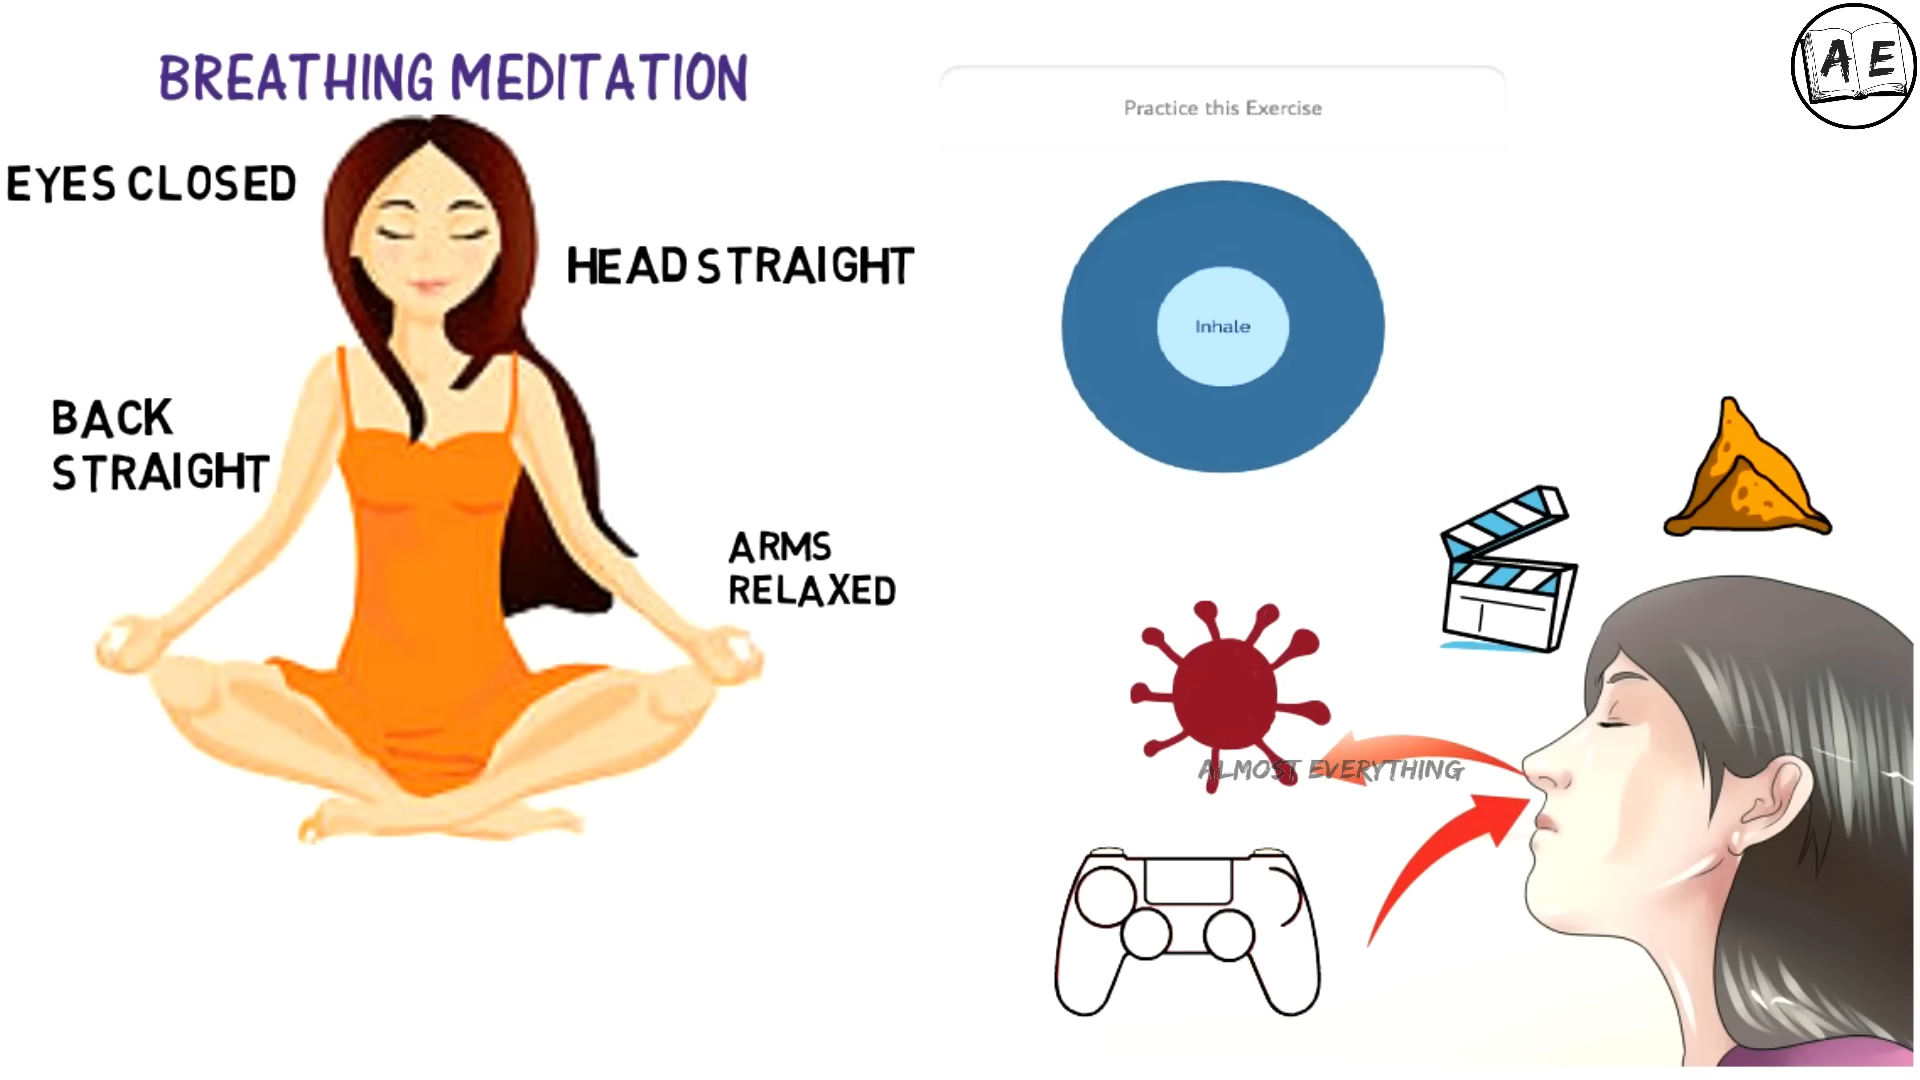 BREATHING MEDITATION
EYES CLOSED
HEAD STRAIGHT
BACK
STRAIGHT
ARMS
RELAXED
Practice this Exercise
Inhale
A E
ALMOST EVERYTHING